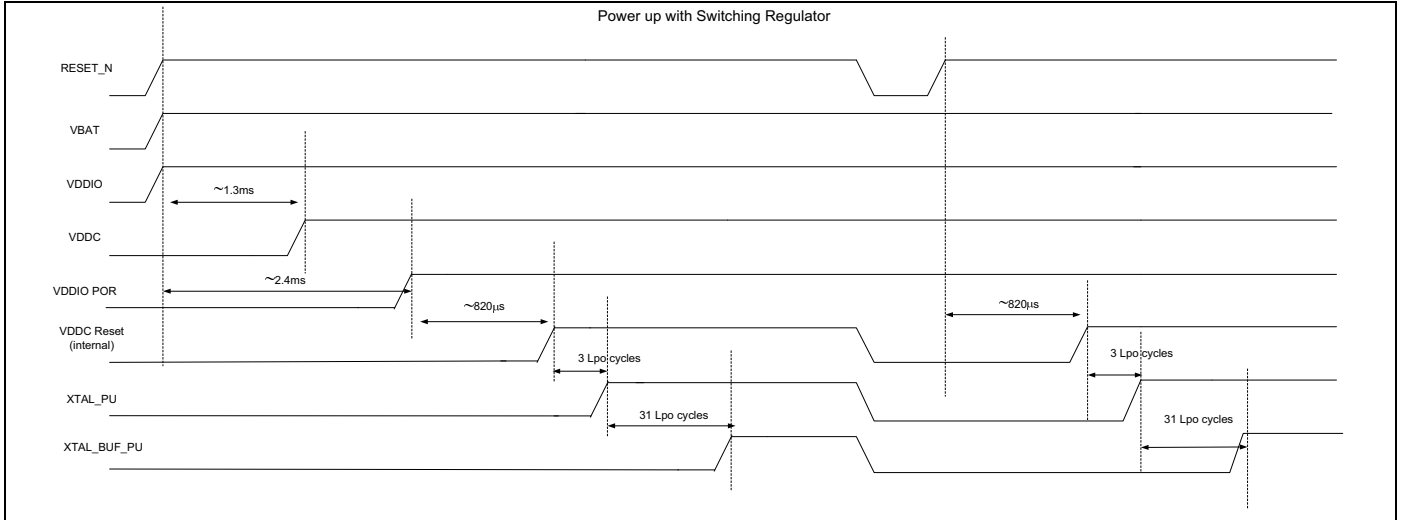 Power up with Switching Regulator
RESET_N
VBAT
VDDIO
~1.3ms
VDDC
~2.4ms
VDDIO POR
~820µs
~820µs
VDDC Reset
(internal)
3 Lpo cycles
3 Lpo cycles
XTAL_PU
31 Lpo cycles
31 Lpo cycles
XTAL_BUF_PU